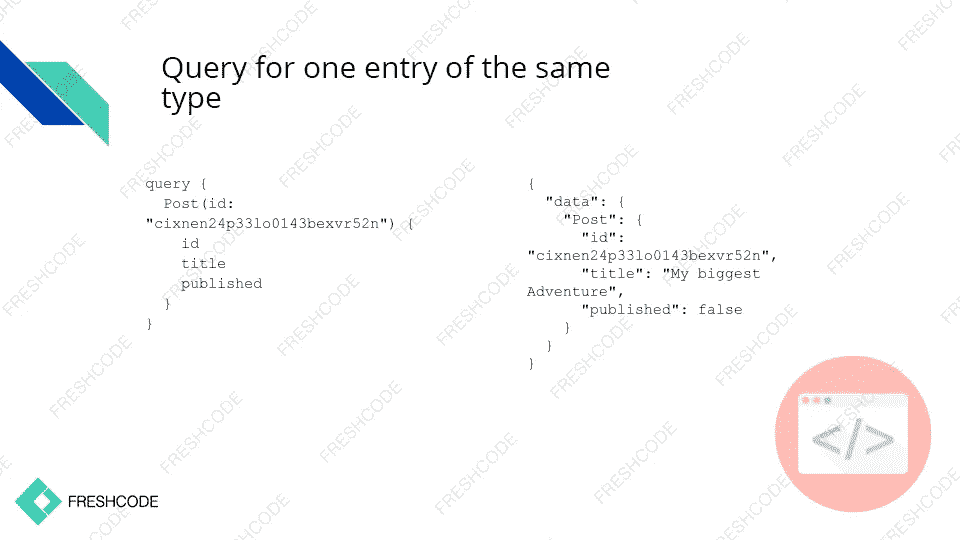 Query for one entry of the same
type
query {
  Post(id:
"cixnen24p33lo0143bexvr52n") {
    id
    title
    published
  }
}
{
  "data": {
    "Post": {
      "id":
"cixnen24p33lo0143bexvr52n",
      "title": "My biggest
Adventure",
      "published": false
    }
  }
}
</>
FRESHCODE